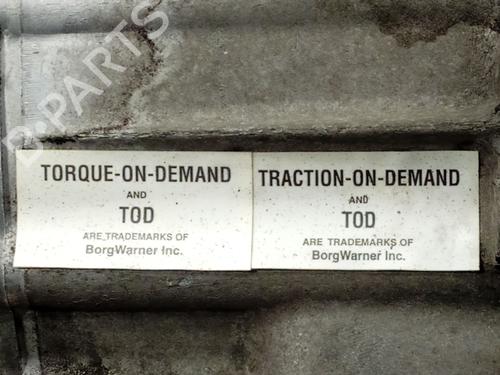 B-PARTS
TORQUE-ON-DEMAND
AND
TOD
ARE TRADEMARKS OF
BorgWarner Inc.
TRACTION-ON-DEMAND
AND
TOD
ARE TRADEMARKS OF
BorgWarner Inc.